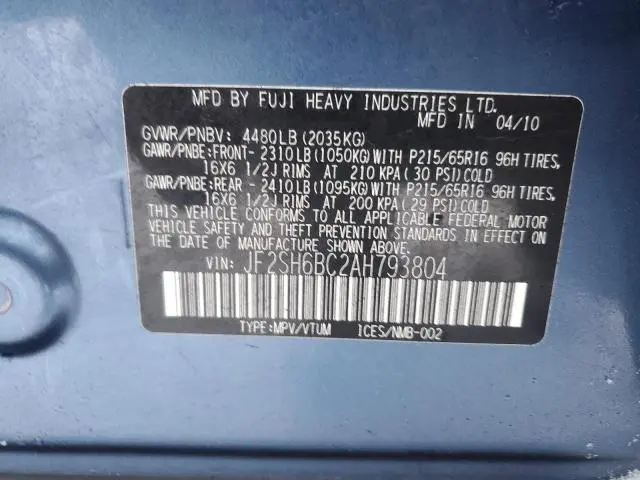 MFD BY FUJI HEAVY INDUSTRIES LTD.
MFD IN 04/10
GVWR/PNBV: 4480LB (2035KG)
GAWR/PNBE:FRONT- 2310LB (1050KG) WITH P215/65R16 96H TIRES,
16X6 1/2J RIMS AT 210 KPA ( 30 PSI) COLD
GAWR/PNBE:REAR - 2410LB (1095KG) WITH P215/65R16 96H TIRES,
16X6 1/2J RIMS AT 200 KPA ( 29 PSI) COLD
THIS VEHICLE CONFORMS TO ALL APPLICABLE FEDERAL MOTOR
VEHICLE SAFETY AND THEFT PREVENTION STANDARDS IN EFFECT ON
THE DATE OF MANUFACTURE SHOWN ABOVE.
VIN: JF2SH6BC2AH793804
TYPE:MPV/VTUM ICES/NMB-002